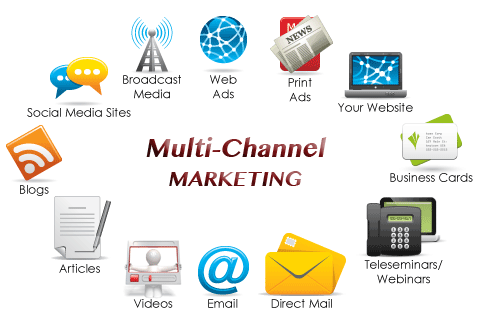 Broadcast
Media
Web
Ads
NEWS
Print
Ads
Your Website
Social Media Sites
Multi-Channel
MARKETING
Business Cards
Blogs
Articles
Videos
Email
@
Direct Mail
Teleseminars/
Webinars